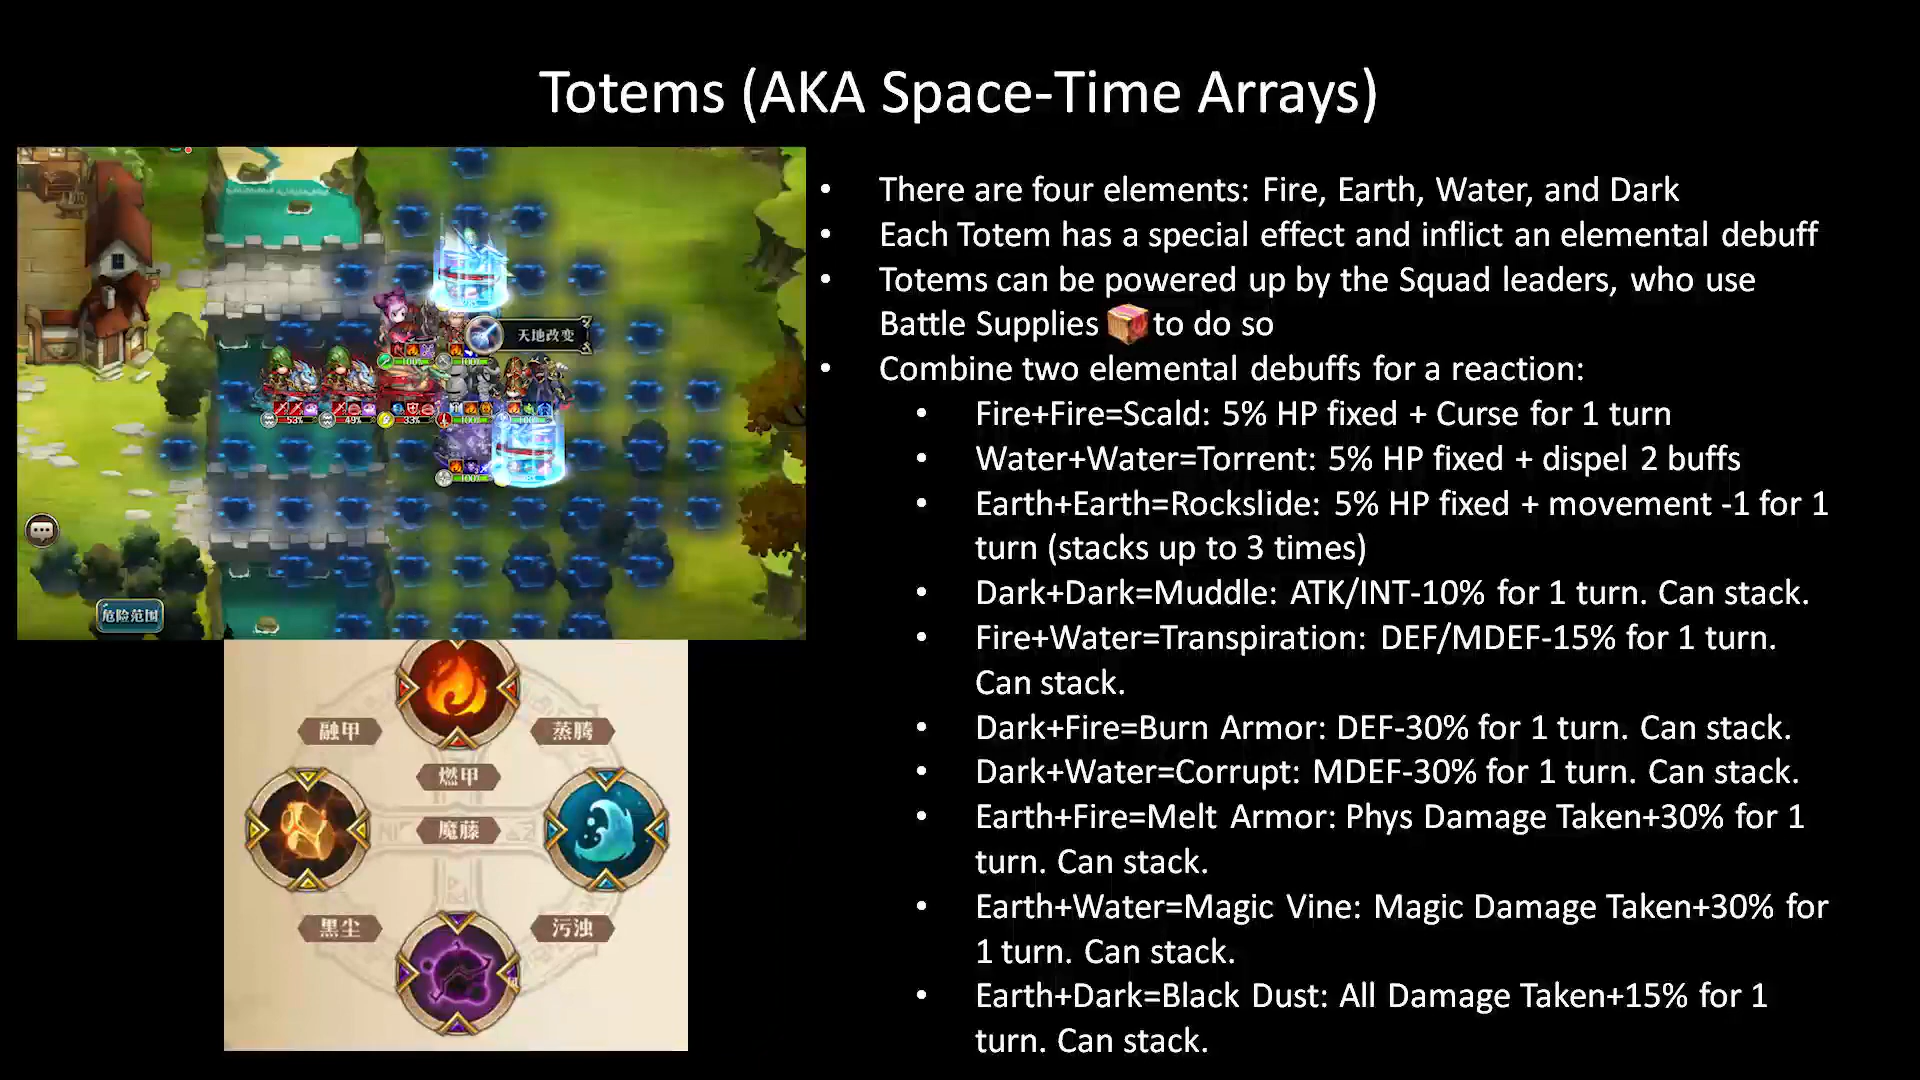 Totems (AKA Space-Time Arrays)
• There are four elements: Fire, Earth, Water, and Dark
• Each Totem has a special effect and inflict an elemental debuff
• Totems can be powered up by the Squad leaders, who use
Battle Supplies to do so
• Combine two elemental debuffs for a reaction:
• Fire+Fire=Scald: 5% HP fixed + Curse for 1 turn
• Water+Water=Torrent: 5% HP fixed + dispel 2 buffs
• Earth+Earth=Rockslide: 5% HP fixed + movement -1 for 1
turn (stacks up to 3 times)
• Dark+Dark=Muddle: ATK/INT-10% for 1 turn. Can stack.
• Fire+Water=Transpiration: DEF/MDEF-15% for 1 turn.
Can stack.
• Dark+Fire=Burn Armor: DEF-30% for 1 turn. Can stack.
• Dark+Water=Corrupt: MDEF-30% for 1 turn. Can stack.
• Earth+Fire=Melt Armor: Phys Damage Taken+30% for 1
turn. Can stack.
• Earth+Water=Magic Vine: Magic Damage Taken+30% for
1 turn. Can stack.
• Earth+Dark=Black Dust: All Damage Taken+15% for 1
turn. Can stack.
天地改变
100%
53%
49%
33%
100%
100%
危险范围
融甲
蒸腾
燃甲
魔藤
黑尘
污浊